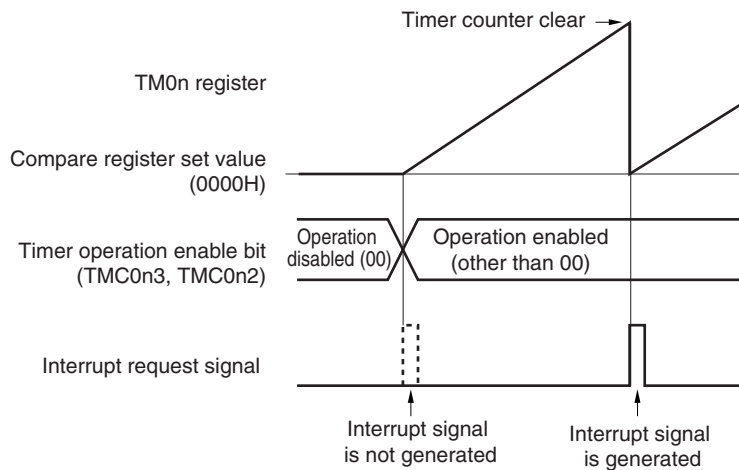 Timer counter clear
TM0n register
Compare register set value
(0000H)
Timer operation enable bit
(TMC0n3, TMC0n2)
Operation
disabled (00)
Operation enabled
(other than 00)
Interrupt request signal
Interrupt signal
is not generated
Interrupt signal
is generated